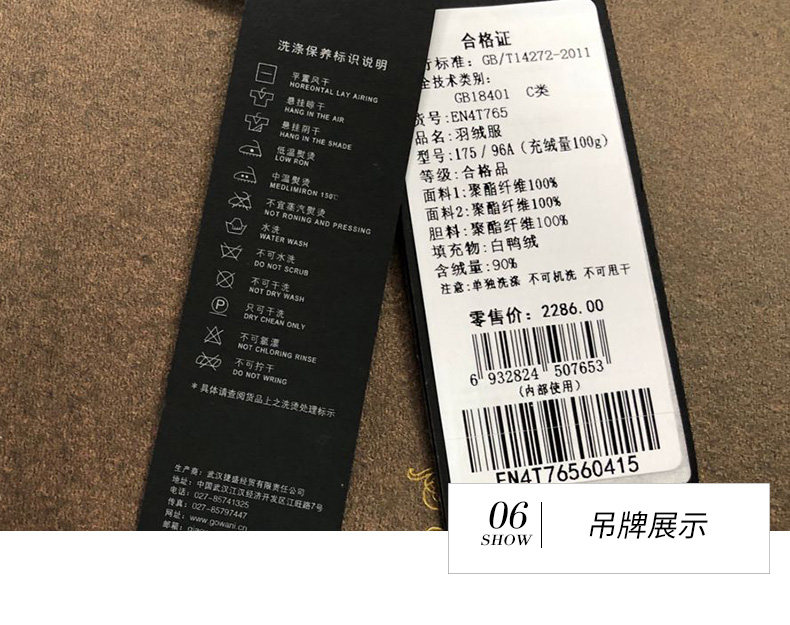 洗涤保养标识说明
平置风干
HOREONTAL LAY AIRING
悬挂晾干
HANG IN THE AIR
悬挂阴干
HANG IN THE SHADE
低温熨烫
LOW RON
中温熨烫
MEDLIMIRON 150℃
不宜蒸汽熨烫
NOT RONING AND PRESSING
水洗
WATER WASH
不可水洗
DO NOT SCRUB
不可干洗
NOT DRY WASH
P
只可干洗
DRY CHEAN ONLY
不可氯漂
NOT CHLORING RINSE
不可拧干
DO NOT WRING
*具体请查阅货品上之洗烫处理标示
生产商: 武汉捷盛经贸有限责任公司
地址: 中国武汉江汉经济开发区江旺路7号
电话: 027-85741325
传真: 027-85797447
网址: www.gowani.cn
邮箱:
合格证
行标准: GB/T14272-2011
全技术类别:
GB18401 C类
货号:EN4T765
品名:羽绒服
型号:175/96A(充绒量100g)
等级:合格品
面料1:聚酯纤维100%
面料2:聚酯纤维100%
胆料:聚酯纤维100%
填充物:白鸭绒
含绒量:90%
注意:单独洗涤 不可机洗 不可甩干
零售价: 2286.00
6 932824 507653
(内部使用)
EN4T76560415
06
SHOW
吊牌展示